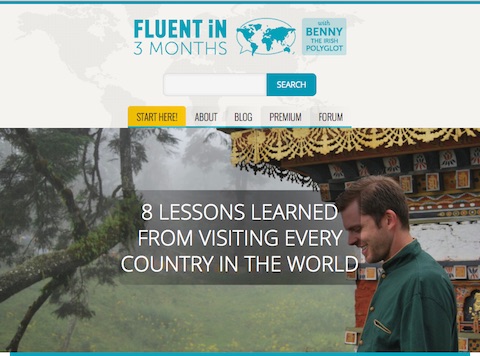 FLUENT iN
3 MONTHS
with
BENNY
THE IRISH
POLYGLOT
SEARCH
START HERE!
ABOUT
BLOG
PREMIUM
FORUM
8 LESSONS LEARNED
FROM VISITING EVERY
COUNTRY IN THE WORLD